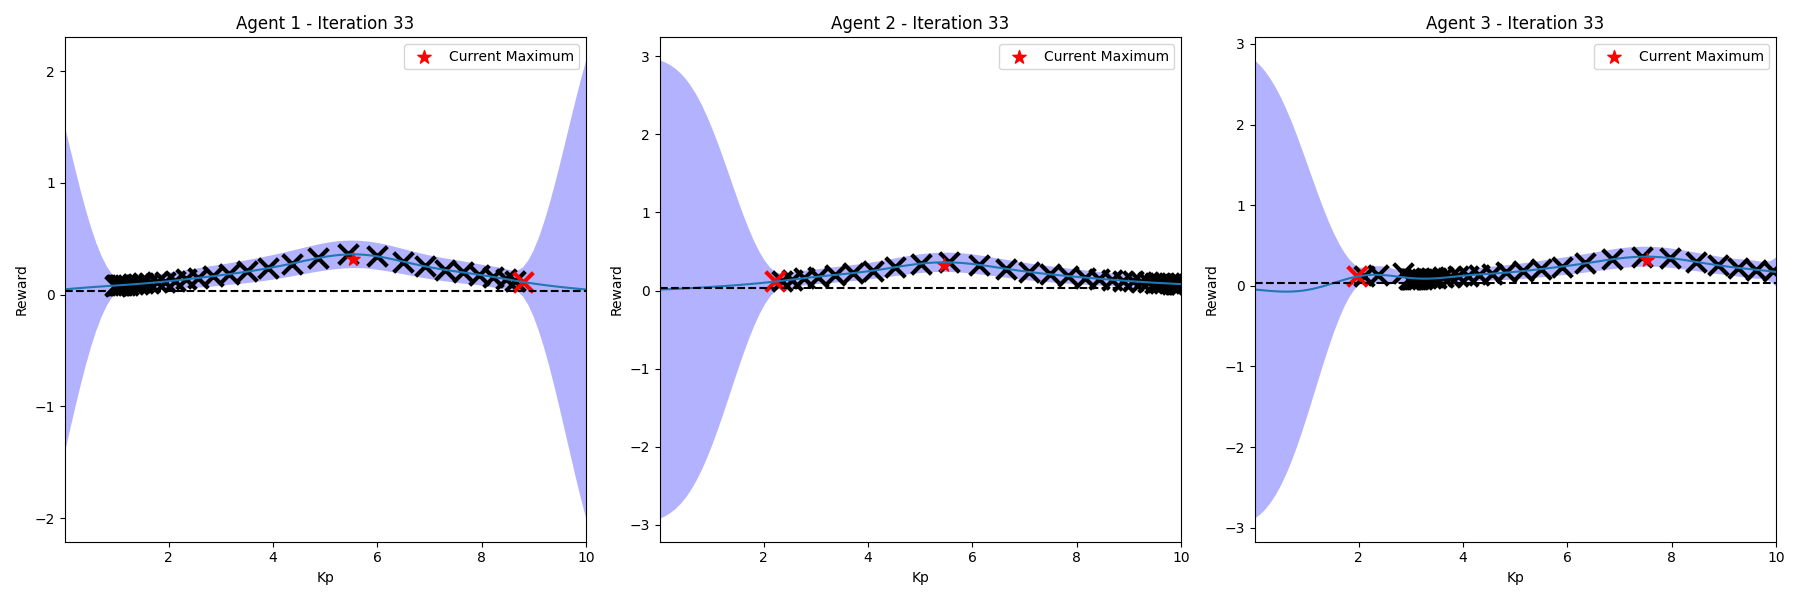 Agent 1 - Iteration 33
Current Maximum
2
1
0
−1
−2
Reward
2
4
6
8
10
Kp
Agent 2 - Iteration 33
Current Maximum
3
2
1
0
−1
−2
−3
Reward
2
4
6
8
10
Kp
Agent 3 - Iteration 33
Current Maximum
3
2
1
0
−1
−2
−3
Reward
2
4
6
8
10
Kp